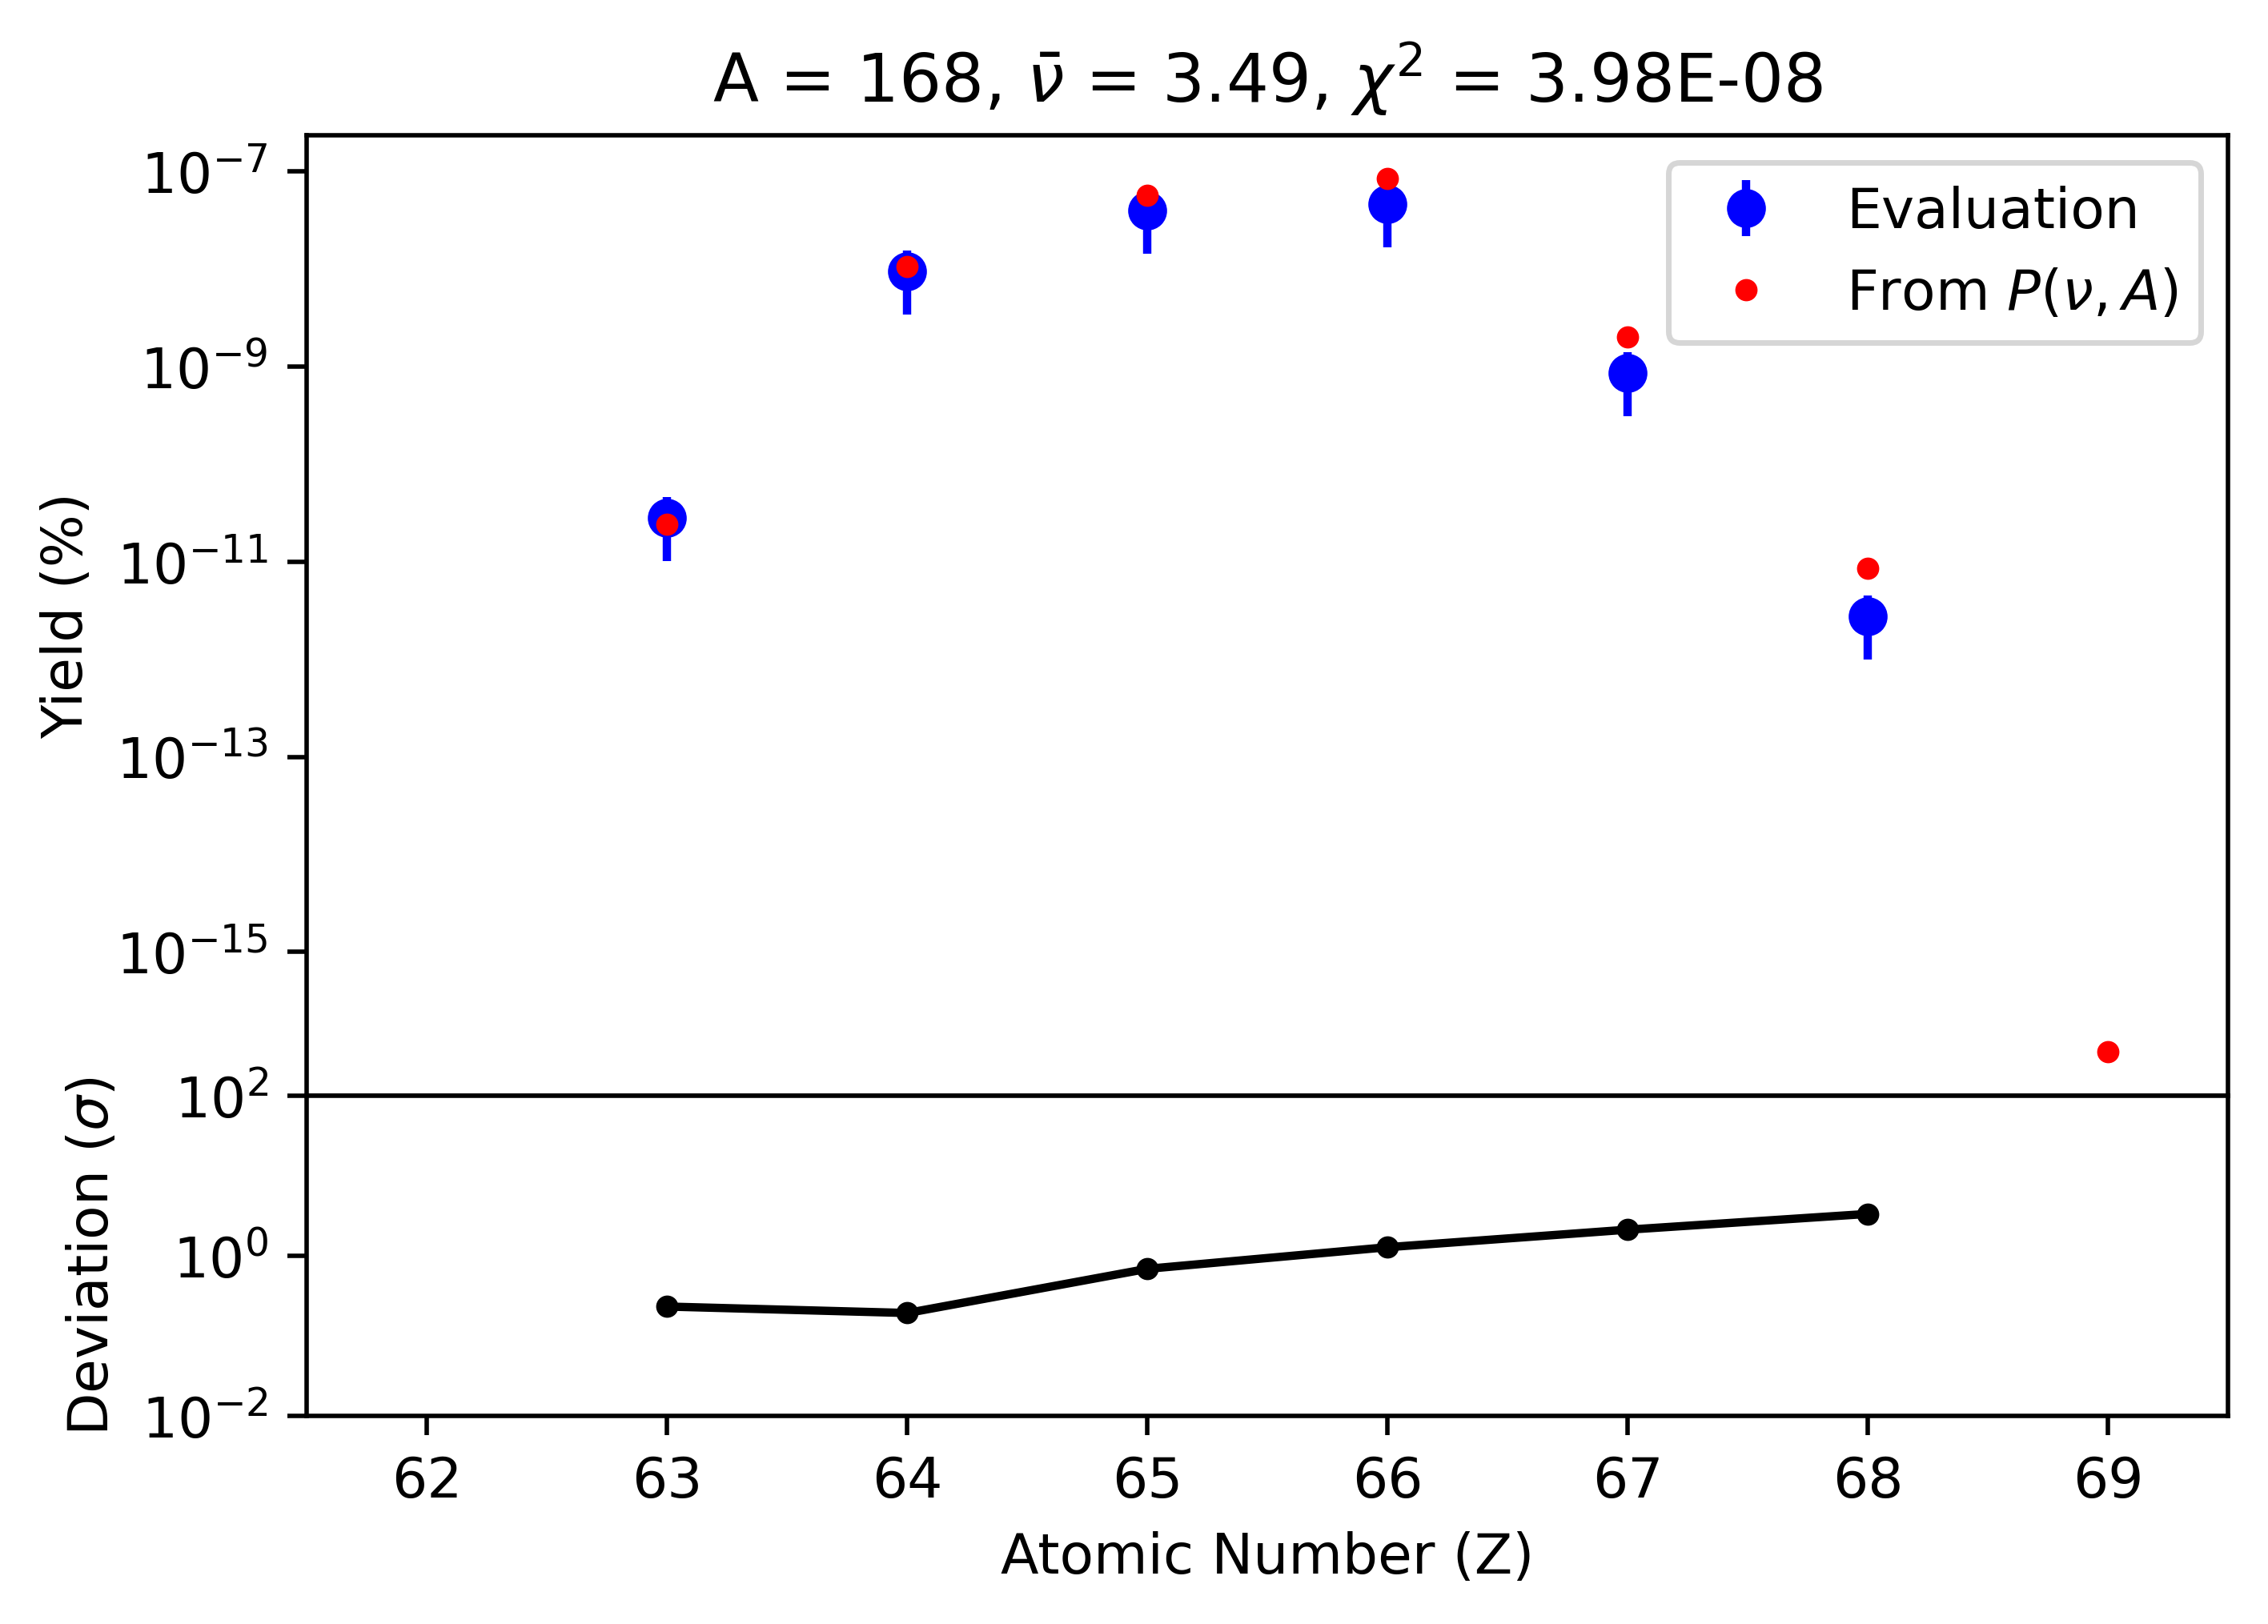 A = 168, ν̄ = 3.49, χ² = 3.98E-08
Evaluation
From P(ν, A)
Yield (%)
10⁻⁷
10⁻⁹
10⁻¹¹
10⁻¹³
10⁻¹⁵
Deviation (σ)
10²
10⁰
10⁻²
62 63 64 65 66 67 68 69
Atomic Number (Z)